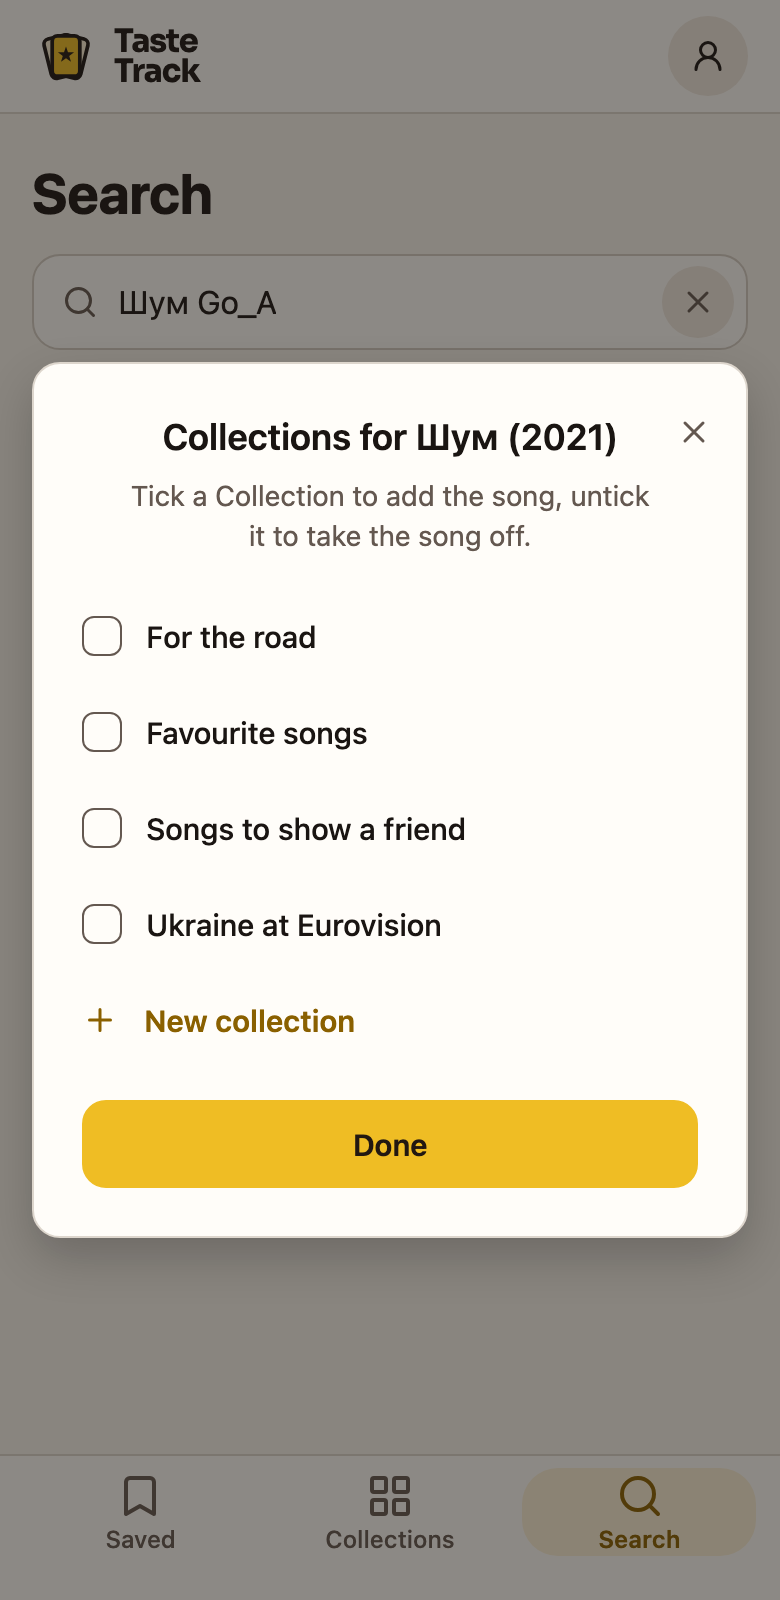 Taste
Track
Search
Шум Go_A
Collections for Шум (2021)
Tick a Collection to add the song, untick
it to take the song off.
For the road
Favourite songs
Songs to show a friend
Ukraine at Eurovision
New collection
Done
Saved
Collections
Search